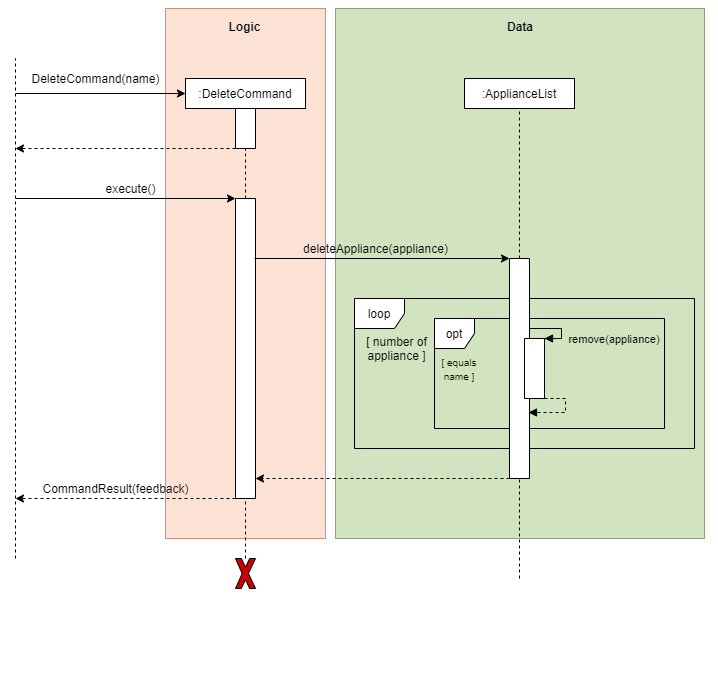 Logic
Data
DeleteCommand(name)
:DeleteCommand
:ApplianceList
execute()
deleteAppliance(appliance)
loop
opt
remove(appliance)
[ number of
appliance ]
[ equals
name ]
CommandResult(feedback)
X